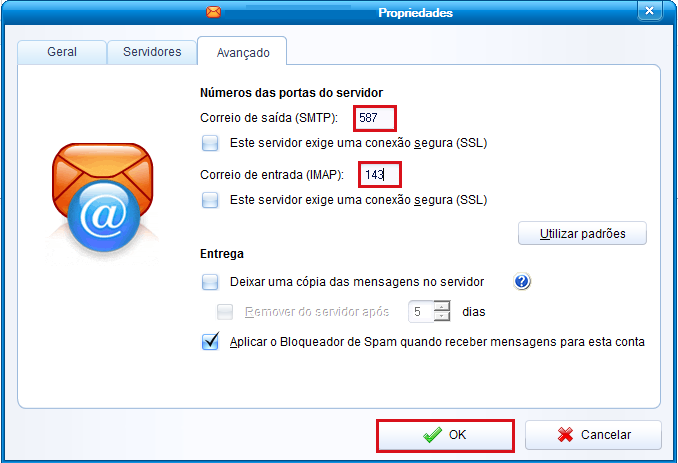 Propriedades
Geral Servidores Avançado
Números das portas do servidor
Correio de saída (SMTP): 587
Este servidor exige uma conexão segura (SSL)
Correio de entrada (IMAP): 143
Este servidor exige uma conexão segura (SSL)
Utilizar padrões
Entrega
Deixar uma cópia das mensagens no servidor ?
Remover do servidor após 5 dias
Aplicar o Bloqueador de Spam quando receber mensagens para esta conta
OK Cancelar